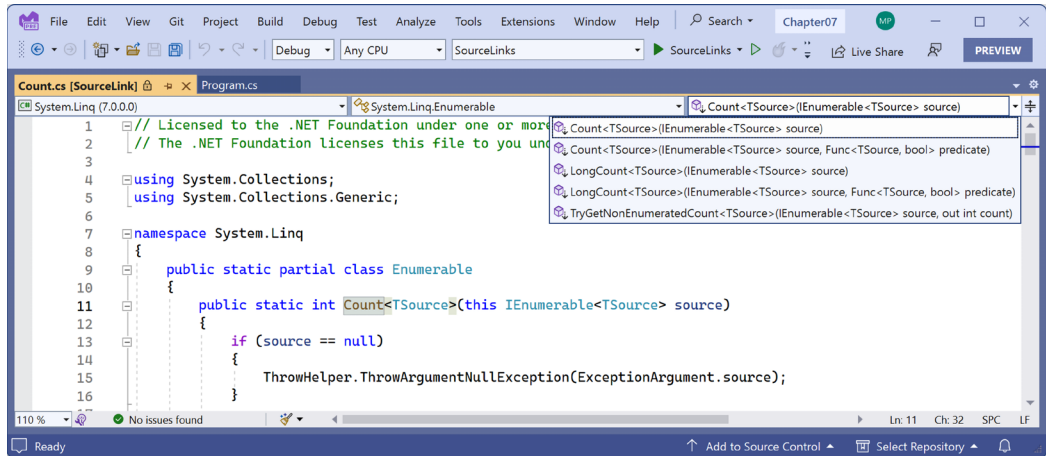 File Edit View Git Project Build Debug Test Analyze Tools Extensions Window Help Search Chapter07 MP
Debug Any CPU SourceLinks SourceLinks Live Share PREVIEW
Count.cs [SourceLink] Program.cs
C# System.Linq (7.0.0.0) System.Linq.Enumerable Count<TSource>(IEnumerable<TSource> source)
Count<TSource>(IEnumerable<TSource> source)
Count<TSource>(IEnumerable<TSource> source, Func<TSource, bool> predicate)
LongCount<TSource>(IEnumerable<TSource> source)
LongCount<TSource>(IEnumerable<TSource> source, Func<TSource, bool> predicate)
TryGetNonEnumeratedCount<TSource>(IEnumerable<TSource> source, out int count)
1 // Licensed to the .NET Foundation under one or more
2 // The .NET Foundation licenses this file to you
3
4 using System.Collections;
5 using System.Collections.Generic;
6
7 namespace System.Linq
8 {
9 public static partial class Enumerable
10 {
11 public static int Count<TSource>(this IEnumerable<TSource> source)
12 {
13 if (source == null)
14 {
15 ThrowHelper.ThrowArgumentNullException(ExceptionArgument.source);
16 }
110 % No issues found Ln: 11 Ch: 32 SPC LF
Ready Add to Source Control Select Repository